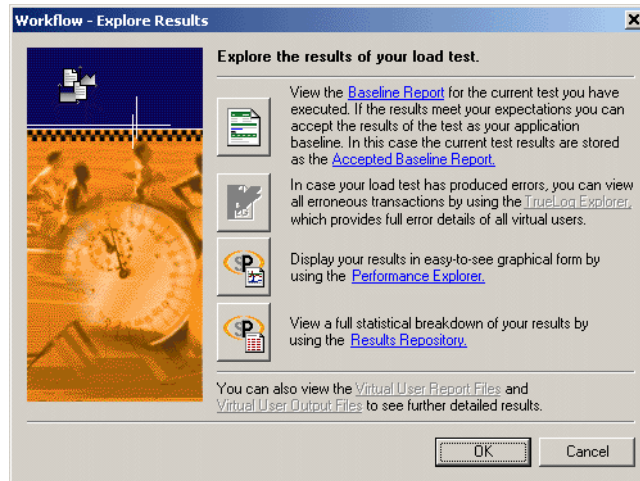 Workflow - Explore Results
Explore the results of your load test.
View the Baseline Report for the current test you have
executed. If the results meet your expectations you can
accept the results of the test as your application
baseline. In this case the current test results are stored
as the Accepted Baseline Report.
In case your load test has produced errors, you can view
all erroneous transactions by using the TrueLog Explorer,
which provides full error details of all virtual users.
Display your results in easy-to-see graphical form by
using the Performance Explorer.
View a full statistical breakdown of your results by
using the Results Repository.
You can also view the Virtual User Report Files and
Virtual User Output Files to see further detailed results.
OK
Cancel